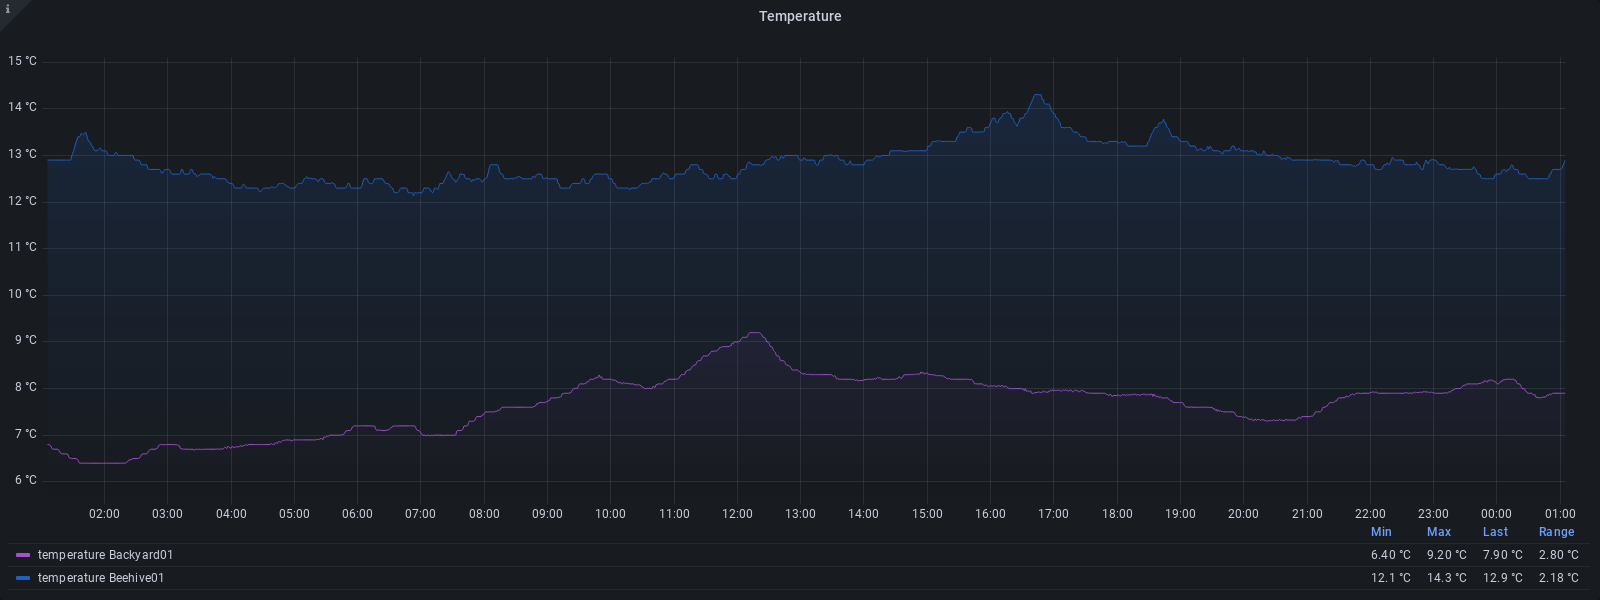 i
Temperature
15 °C
14 °C
13 °C
12 °C
11 °C
10 °C
9 °C
8 °C
7 °C
6 °C
02:00 03:00 04:00 05:00 06:00 07:00 08:00 09:00 10:00 11:00 12:00 13:00 14:00 15:00 16:00 17:00 18:00 19:00 20:00 21:00 22:00 23:00 00:00 01:00
Min Max Last Range
temperature Backyard01 6.40 °C 9.20 °C 7.90 °C 2.80 °C
temperature Beehive01 12.1 °C 14.3 °C 12.9 °C 2.18 °C